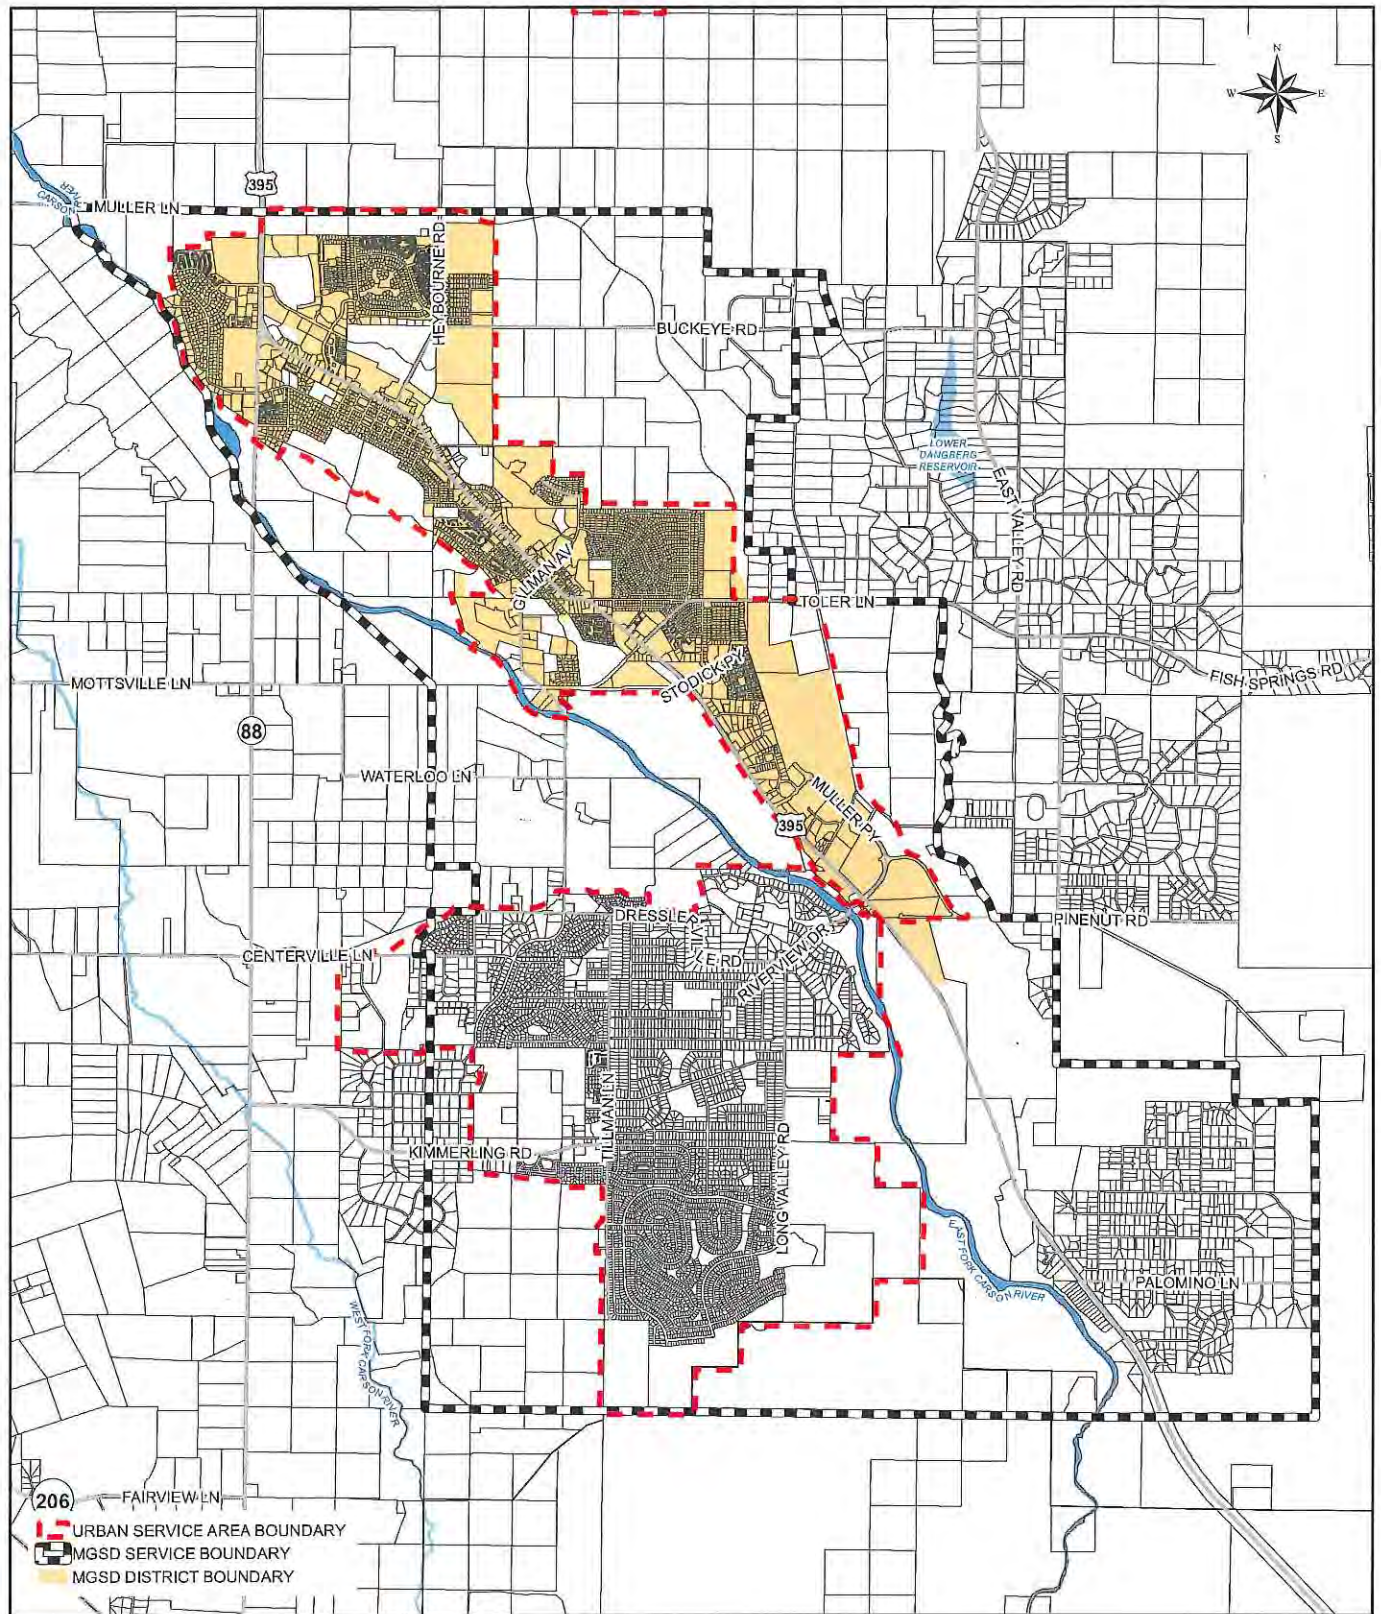 N
W E
S
395
CARSON RIVER
MULLER LN
HEYBOURNE RD
BUCKEYE RD
LOWER
DANGBERG
RESERVOIR
EAST VALLEY RD
GILMAN AV
TOLER LN
FISH SPRINGS RD
STODICK PY
MOTTSVILLE LN
88
WATERLOO LN
MULLER PY
395
PINENUT RD
DRESSLE
RIVERVIEW DR
CENTERVILLE LN
TILLMAN LN
KIMMERLING RD
LONG VALLEY RD
EAST FORK CARSON RIVER
PALOMINO LN
WEST FORK CARSON RIVER
206
FAIRVIEW LN
URBAN SERVICE AREA BOUNDARY
MGSD SERVICE BOUNDARY
MGSD DISTRICT BOUNDARY